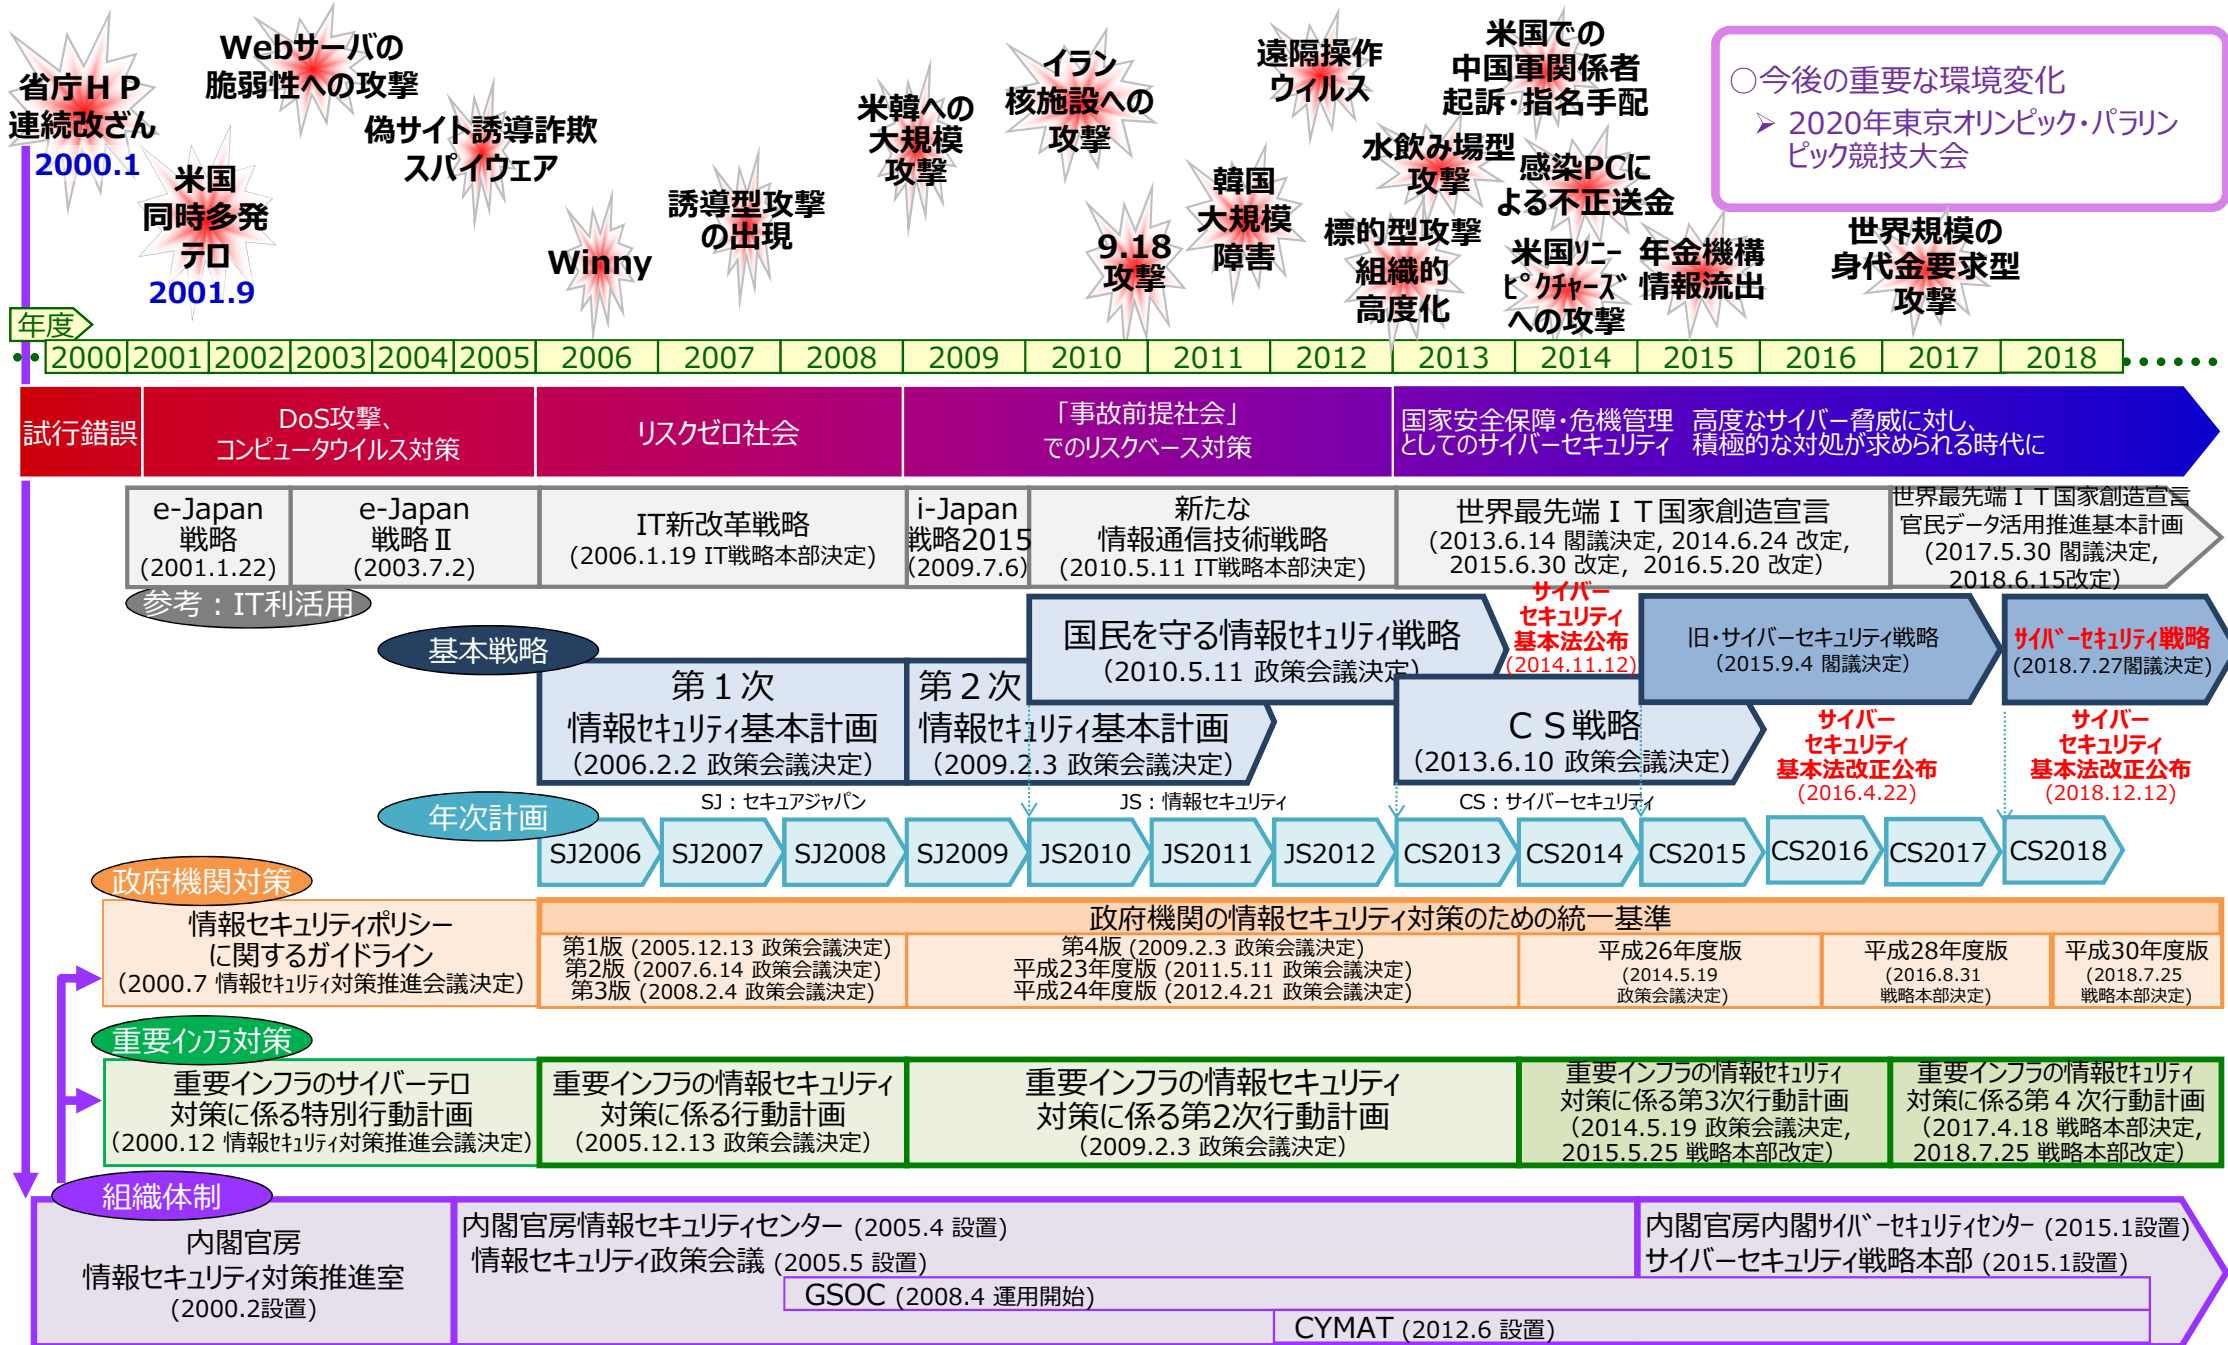 省庁ＨＰ
連続改ざん
2000.1
Webサーバの
脆弱性への攻撃
米国
同時多発
テロ
2001.9
偽サイト誘導詐欺
スパイウェア
Winny
誘導型攻撃
の出現
米韓への
大規模
攻撃
イラン
核施設への
攻撃
9.18
攻撃
韓国
大規模
障害
遠隔操作
ウィルス
水飲み場型
攻撃
標的型攻撃
組織的
高度化
米国での
中国軍関係者
起訴・指名手配
感染PCに
よる不正送金
米国ｿﾆｰ
ﾋﾟｸﾁｬｰｽﾞ
への攻撃
年金機構
情報流出
世界規模の
身代金要求型
攻撃
○今後の重要な環境変化
➢ 2020年東京オリンピック・パラリン
ピック競技大会
年度
2000 2001 2002 2003 2004 2005 2006 2007 2008 2009 2010 2011 2012 2013 2014 2015 2016 2017 2018
試行錯誤
DoS攻撃、
コンピュータウイルス対策
リスクゼロ社会
「事故前提社会」
でのリスクベース対策
国家安全保障・危機管理
としてのサイバーセキュリティ
高度なサイバー脅威に対し、
積極的な対処が求められる時代に
e-Japan
戦略
(2001.1.22)
e-Japan
戦略Ⅱ
(2003.7.2)
IT新改革戦略
(2006.1.19 IT戦略本部決定)
i-Japan
戦略2015
(2009.7.6)
新たな
情報通信技術戦略
(2010.5.11 IT戦略本部決定)
世界最先端ＩＴ国家創造宣言
(2013.6.14 閣議決定, 2014.6.24 改定,
2015.6.30 改定, 2016.5.20 改定)
世界最先端ＩＴ国家創造宣言
官民データ活用推進基本計画
(2017.5.30 閣議決定,
2018.6.15改定)
参考：IT利活用
基本戦略
第１次
情報ｾｷｭﾘﾃｨ基本計画
(2006.2.2 政策会議決定)
第２次
情報ｾｷｭﾘﾃｨ基本計画
(2009.2.3 政策会議決定)
国民を守る情報ｾｷｭﾘﾃｨ戦略
(2010.5.11 政策会議決定)
ＣＳ戦略
(2013.6.10 政策会議決定)
サイバー
セキュリティ
基本法公布
(2014.11.12)
旧・サイバーセキュリティ戦略
(2015.9.4 閣議決定)
ｻｲﾊﾞｰｾｷｭﾘﾃｨ戦略
(2018.7.27閣議決定)
サイバー
セキュリティ
基本法改正公布
(2016.4.22)
サイバー
セキュリティ
基本法改正公布
(2018.12.12)
年次計画
SJ：セキュアジャパン
JS：情報セキュリティ
CS：サイバーセキュリティ
SJ2006 SJ2007 SJ2008 SJ2009 JS2010 JS2011 JS2012 CS2013 CS2014 CS2015 CS2016 CS2017 CS2018
政府機関対策
情報セキュリティポリシー
に関するガイドライン
(2000.7 情報ｾｷｭﾘﾃｨ対策推進会議決定)
政府機関の情報セキュリティ対策のための統一基準
第1版 (2005.12.13 政策会議決定)
第2版 (2007.6.14 政策会議決定)
第3版 (2008.2.4 政策会議決定)
第4版 (2009.2.3 政策会議決定)
平成23年度版 (2011.5.11 政策会議決定)
平成24年度版 (2012.4.21 政策会議決定)
平成26年度版
(2014.5.19
政策会議決定)
平成28年度版
(2016.8.31
戦略本部決定)
平成30年度版
(2018.7.25
戦略本部決定)
重要ｲﾝﾌﾗ対策
重要インフラのサイバーテロ
対策に係る特別行動計画
(2000.12 情報ｾｷｭﾘﾃｨ対策推進会議決定)
重要インフラの情報セキュリティ
対策に係る行動計画
(2005.12.13 政策会議決定)
重要インフラの情報セキュリティ
対策に係る第2次行動計画
(2009.2.3 政策会議決定)
重要インフラの情報ｾｷｭﾘﾃｨ
対策に係る第3次行動計画
(2014.5.19 政策会議決定,
2015.5.25 戦略本部改定)
重要インフラの情報ｾｷｭﾘﾃｨ
対策に係る第４次行動計画
(2017.4.18 戦略本部決定,
2018.7.25 戦略本部改定)
組織体制
内閣官房
情報セキュリティ対策推進室
(2000.2設置)
内閣官房情報セキュリティセンター (2005.4 設置)
情報セキュリティ政策会議 (2005.5 設置)
GSOC (2008.4 運用開始)
CYMAT (2012.6 設置)
内閣官房内閣ｻｲﾊﾞｰｾｷｭﾘﾃｨｾﾝﾀｰ (2015.1設置)
サイバーセキュリティ戦略本部 (2015.1設置)